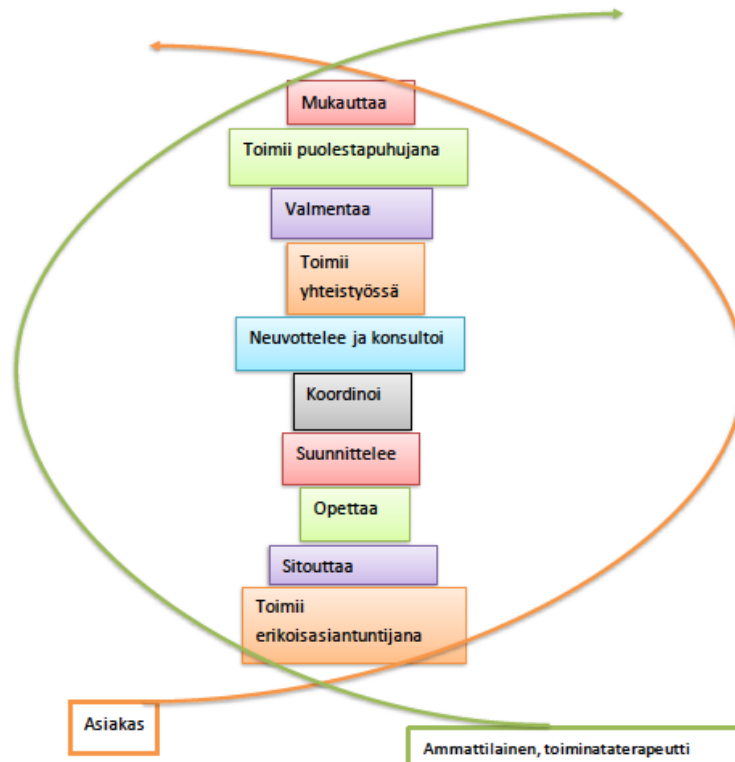 Mukauttaa
Toimii puolestapuhujana
Valmentaa
Toimii
yhteistyössä
Neuvottelee ja konsultoi
Koordinoi
Suunnittelee
Opettaa
Sitouttaa
Toimii
erikoisasiantuntijana
Asiakas
Ammattilainen, toiminataterapeutti